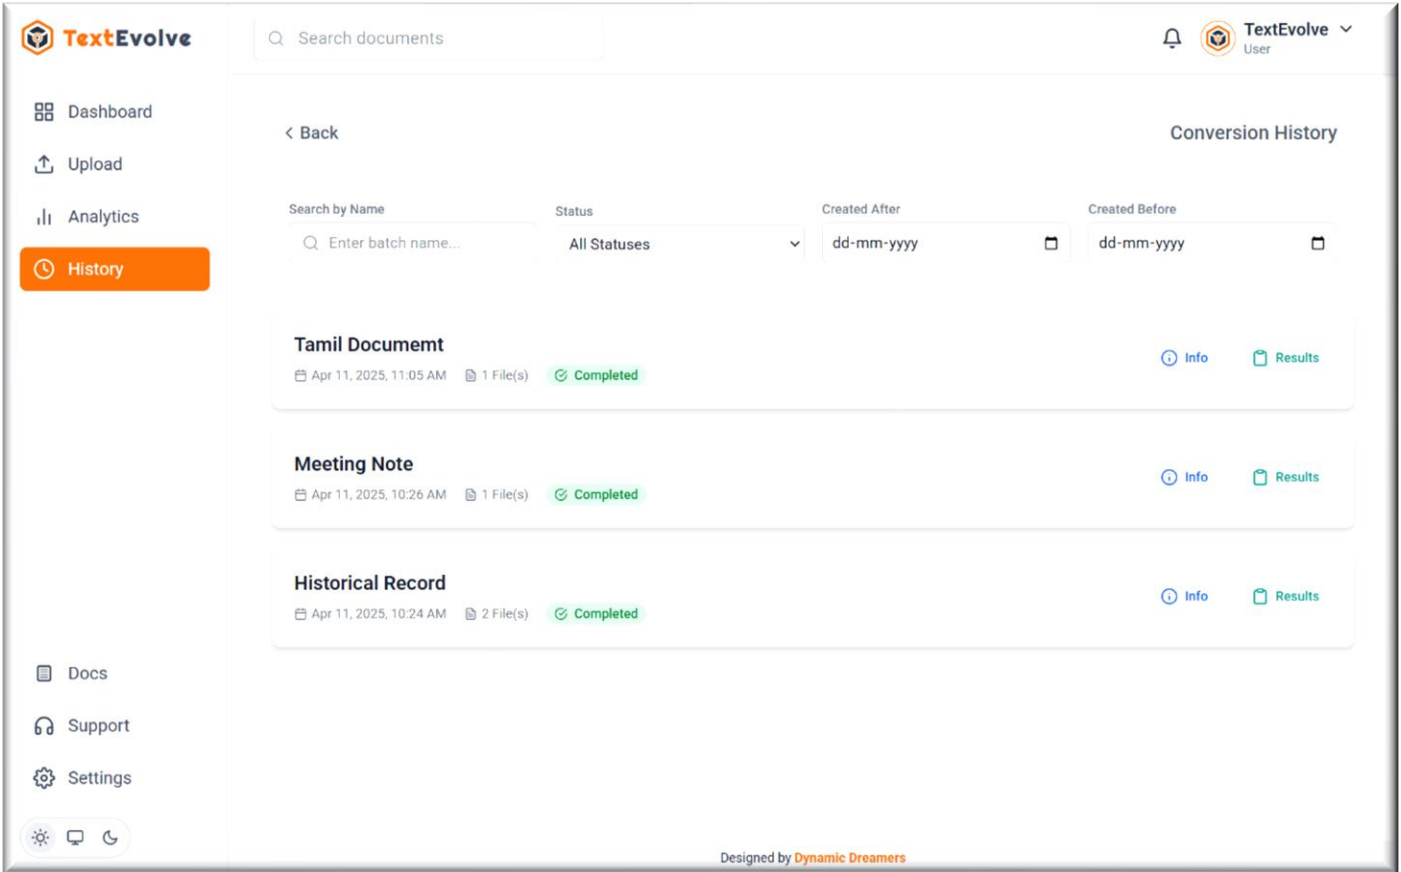 TextEvolve
Search documents
TextEvolve
User
Dashboard
Upload
Analytics
History
Back
Conversion History
Search by Name
Status
Created After
Created Before
Enter batch name...
All Statuses
dd-mm-yyyy
dd-mm-yyyy
Tamil Documemt
Apr 11, 2025, 11:05 AM 1 File(s) Completed
Info Results
Meeting Note
Apr 11, 2025, 10:26 AM 1 File(s) Completed
Info Results
Historical Record
Apr 11, 2025, 10:24 AM 2 File(s) Completed
Info Results
Docs
Support
Settings
Designed by Dynamic Dreamers